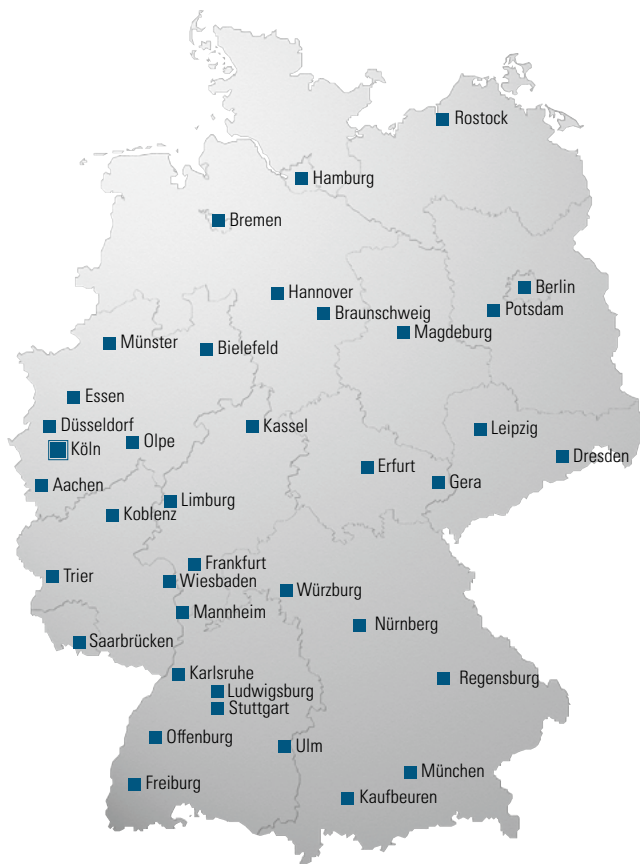 Rostock
Hamburg
Bremen
Berlin
Hannover
Potsdam
Braunschweig
Magdeburg
Münster
Bielefeld
Essen
Düsseldorf
Kassel
Leipzig
Olpe
Köln
Dresden
Erfurt
Gera
Aachen
Limburg
Koblenz
Frankfurt
Trier
Wiesbaden
Würzburg
Mannheim
Nürnberg
Saarbrücken
Karlsruhe
Regensburg
Ludwigsburg
Stuttgart
Offenburg
Ulm
München
Freiburg
Kaufbeuren